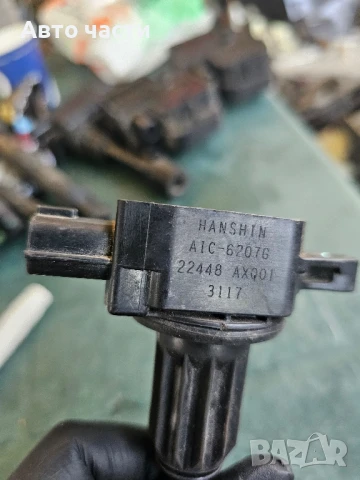 Авто части
HANSHIN
AIC-6207G
22448 AX001
3117
BAZAR
bg